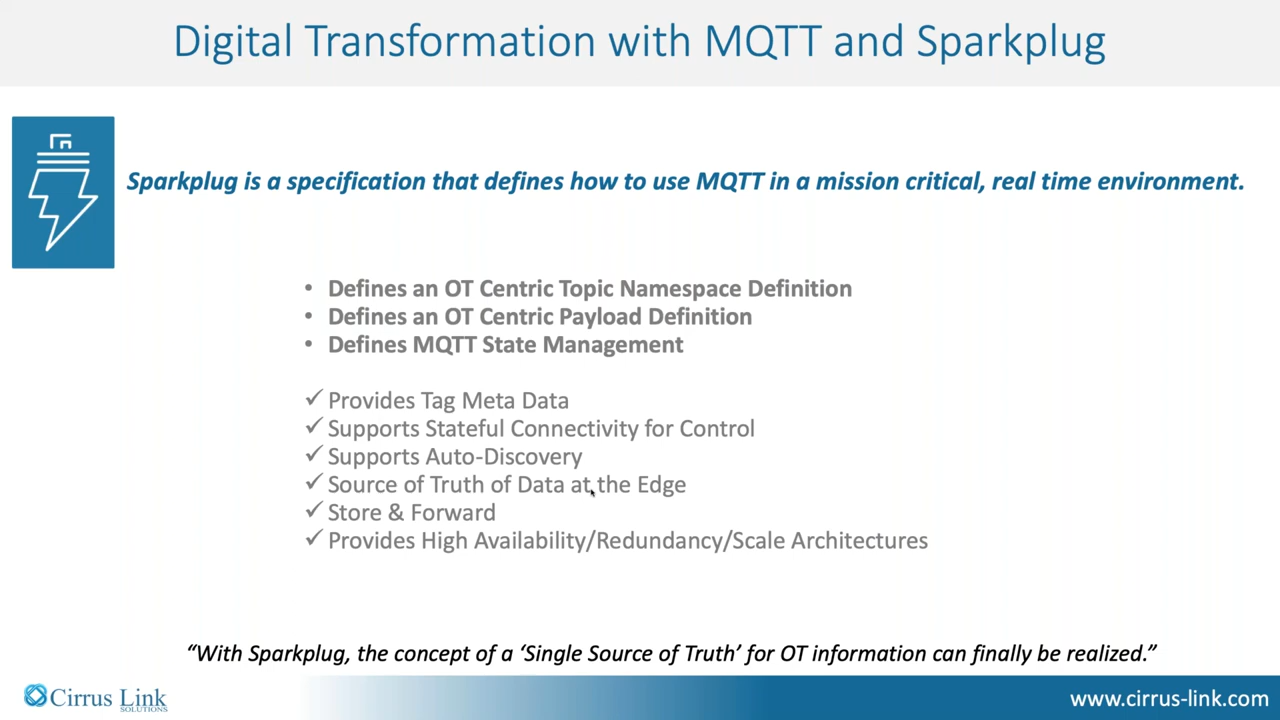 Digital Transformation with MQTT and Sparkplug
Sparkplug is a specification that defines how to use MQTT in a mission critical, real time environment.
• Defines an OT Centric Topic Namespace Definition
• Defines an OT Centric Payload Definition
• Defines MQTT State Management
✓ Provides Tag Meta Data
✓ Supports Stateful Connectivity for Control
✓ Supports Auto-Discovery
✓ Source of Truth of Data at the Edge
✓ Store & Forward
✓ Provides High Availability/Redundancy/Scale Architectures
“With Sparkplug, the concept of a ‘Single Source of Truth’ for OT information can finally be realized.”
Cirrus Link
SOLUTIONS
www.cirrus-link.com